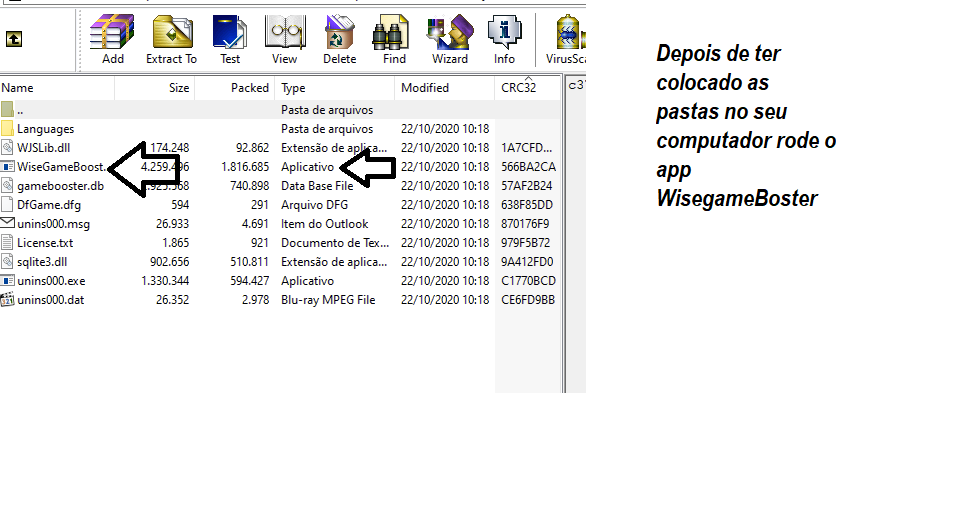 Add Extract To Test View Delete Find Wizard Info VirusSca
Name Size Packed Type Modified CRC32
.. Pasta de arquivos
Languages Pasta de arquivos 22/10/2020 10:18
WJSLib.dll 174.248 92.862 Extensão de aplica... 22/10/2020 10:18 1A7CFD...
WiseGameBoost. 4.259.496 1.816.685 Aplicativo 22/10/2020 10:18 566BA2CA
gamebooster.db 740.898 Data Base File 22/10/2020 10:18 57AF2B24
DfGame.dfg 594 291 Arquivo DFG 22/10/2020 10:18 638F85DD
unins000.msg 26.933 4.691 Item do Outlook 22/10/2020 10:18 870176F9
License.txt 1.865 921 Documento de Tex... 22/10/2020 10:18 979F5B72
sqlite3.dll 902.656 510.811 Extensão de aplica... 22/10/2020 10:18 9A412FD0
unins000.exe 1.330.344 594.427 Aplicativo 22/10/2020 10:18 C1770BCD
unins000.dat 26.352 2.978 Blu-ray MPEG File 22/10/2020 10:18 CE6FD9BB
Depois de ter
colocado as
pastas no seu
computador rode o
app
WisegameBoster